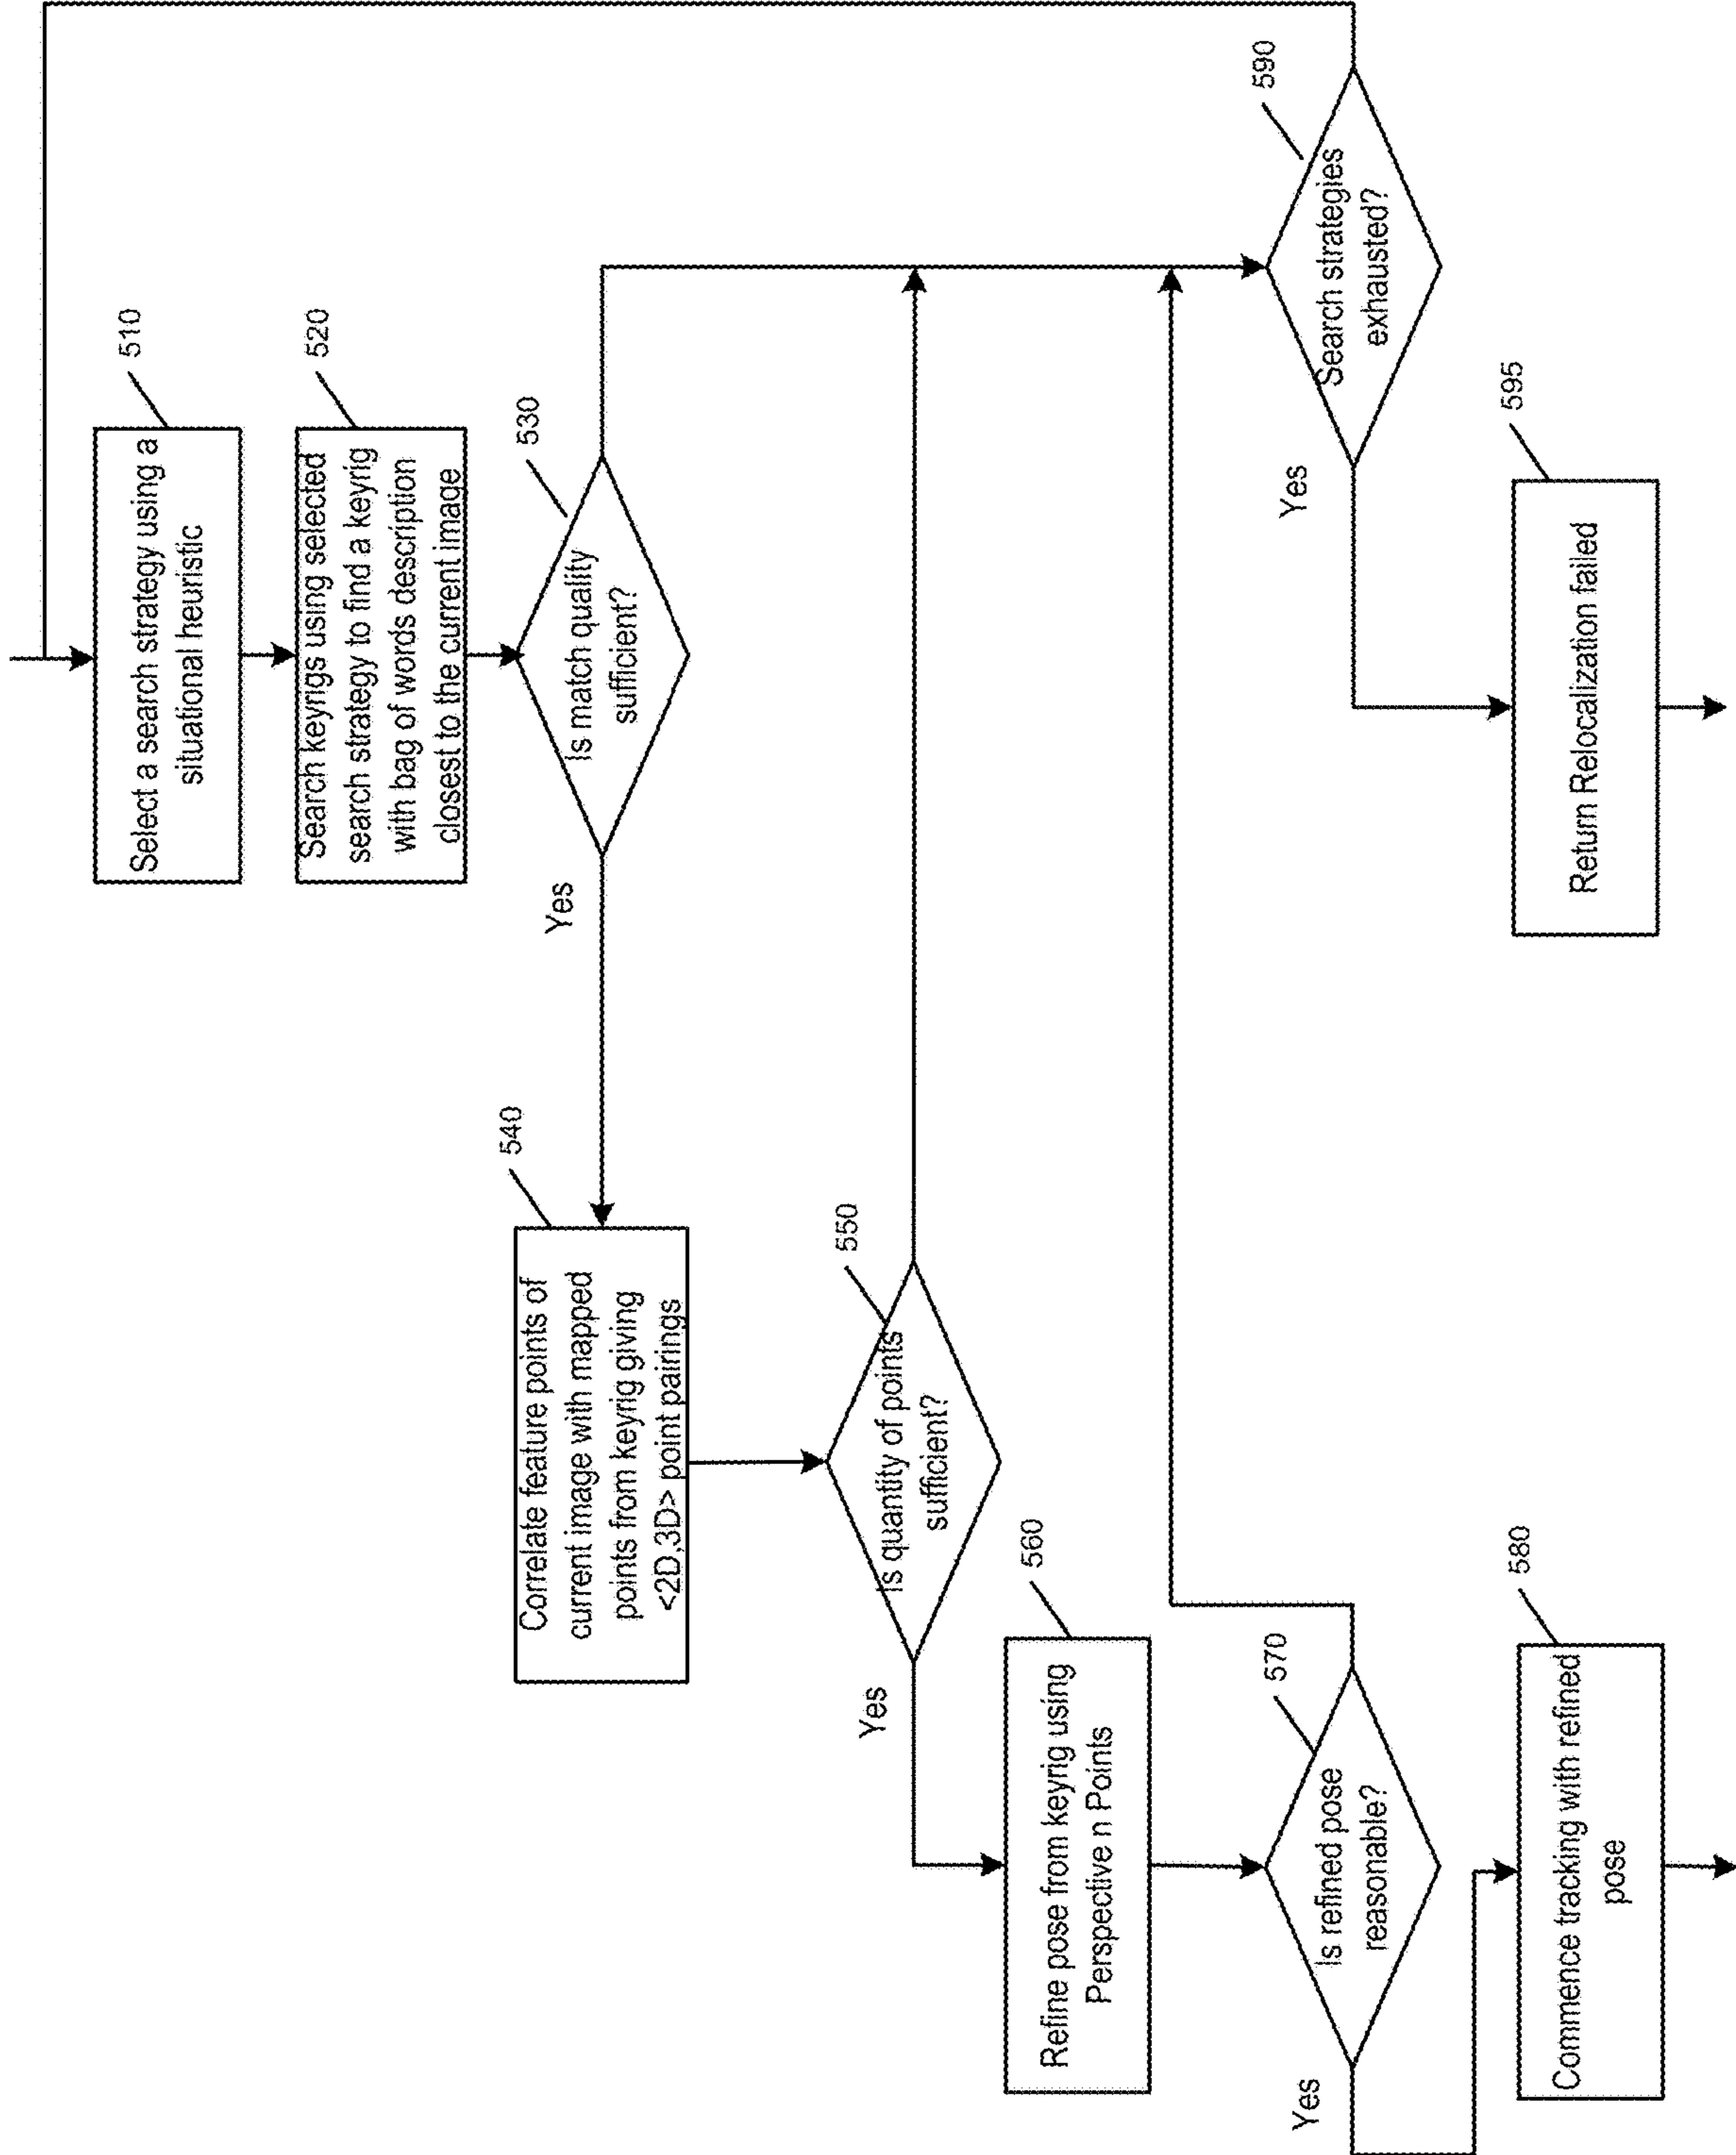 510
Select a search strategy using a
situational heuristic
520
Search keyrigs using selected
search strategy to find a keyrig
with bag of words description
closest to the current image
530
Is match quality
sufficient?
Yes
540
Correlate feature points of
current image with mapped
points from keyrig giving
<2D,3D> point pairings
550
Is quantity of points
sufficient?
Yes
560
Refine pose from keyrig using
Perspective n Points
570
Is refined pose
reasonable?
Yes
580
Commence tracking with refined
pose
590
Search strategies
exhausted?
Yes
595
Return Relocalization failed